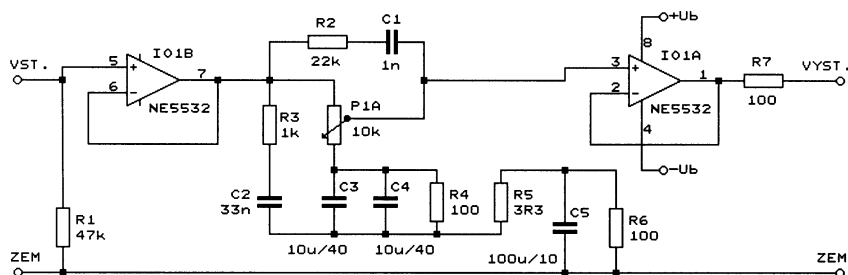 C1
R2
+Ub
22k
1n
8
VST.
5
IO1B
7
6
NE5532
3
IO1A
1
2
NE5532
R7
100
VYST.
P1A
10k
R3
1k
4
-Ub
C2
33n
C3
C4
R4
100
R5
3R3
C5
R6
100
R1
47k
10u/40
10u/40
100u/10
ZEM
ZEM